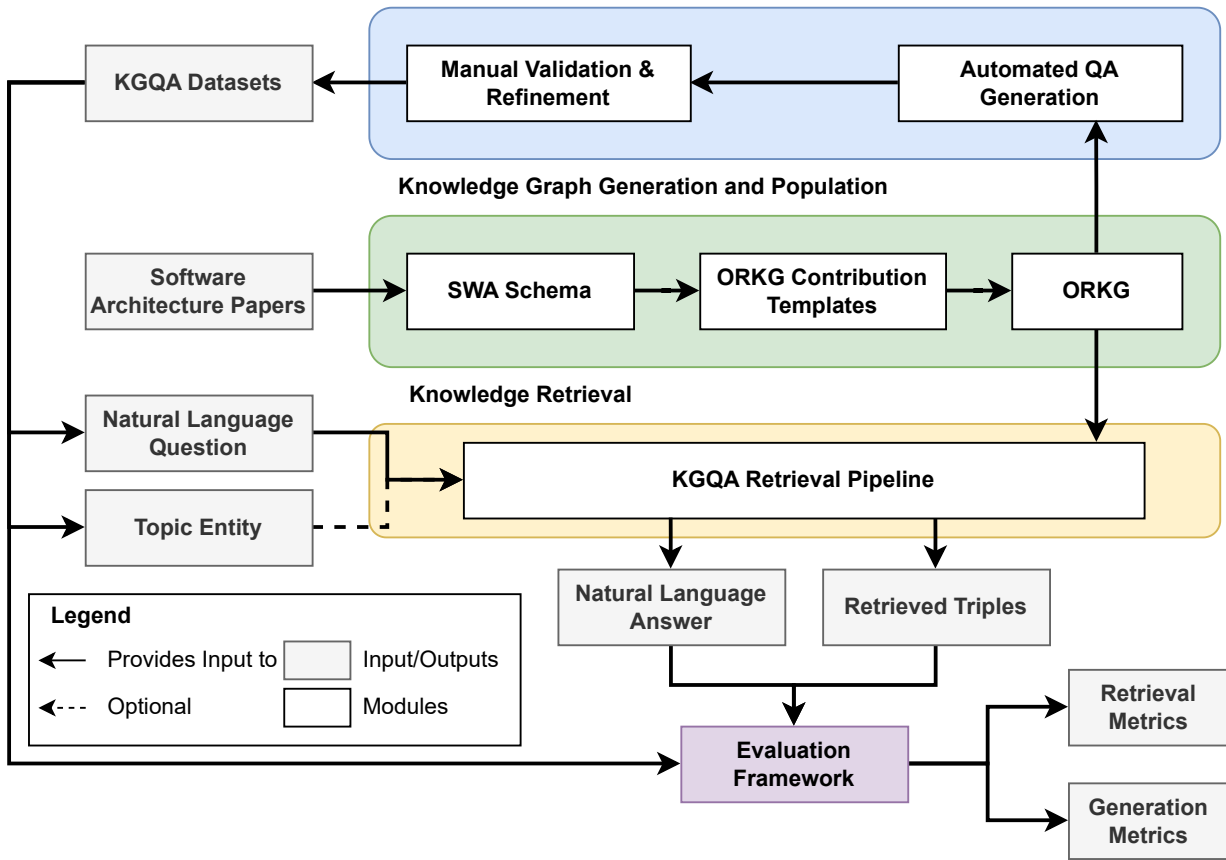 KGQA Datasets
Manual Validation &
Refinement
Automated QA
Generation
Knowledge Graph Generation and Population
Software
Architecture Papers
SWA Schema
ORKG Contribution
Templates
ORKG
Knowledge Retrieval
Natural Language
Question
KGQA Retrieval Pipeline
Topic Entity
Natural Language
Answer
Retrieved Triples
Legend
Provides Input to
Input/Outputs
Optional
Modules
Evaluation
Framework
Retrieval
Metrics
Generation
Metrics